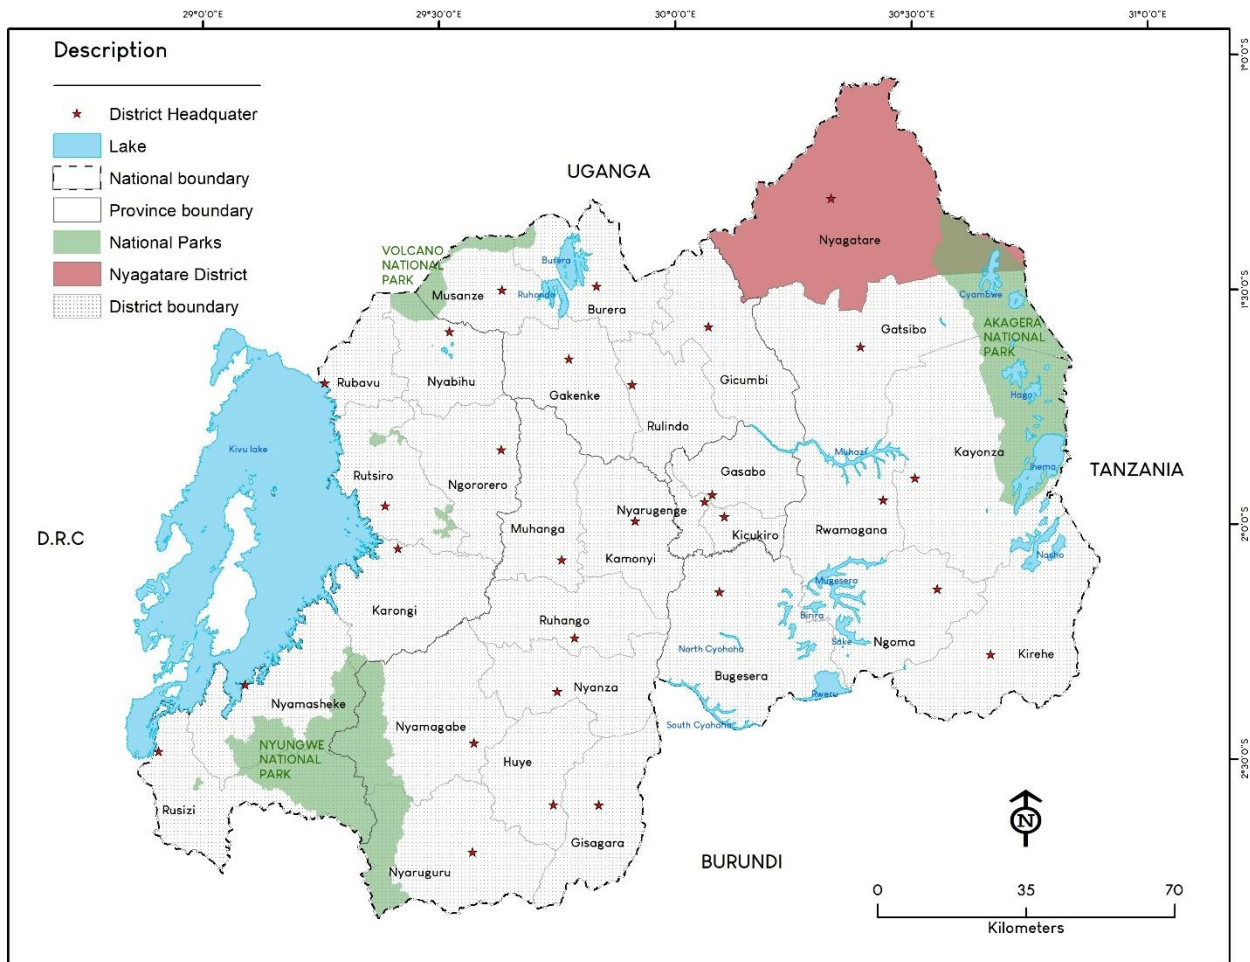 29°0'0"E
29°30'0"E
30°0'0"E
30°30'0"E
31°0'0"E
Description
District Headquater
Lake
National boundary
Province boundary
National Parks
Nyagatare District
District boundary
UGANGA
TANZANIA
D.R.C
BURUNDI
1°0'0"S
1°30'0"S
2°0'0"S
2°30'0"S
Nyagatare
VOLCANO
NATIONAL
PARK
Musanze
Burera
Ruhondo
Burera
Cyambwe
Gatsibo
AKAGERA
NATIONAL
PARK
Rubavu
Nyabihu
Gakenke
Gicumbi
Hago
Rulindo
Kivu lake
Muhazi
Kayonza
Ihema
Rutsiro
Ngororero
Gasabo
Nyarugenge
Muhanga
Kicukiro
Rwamagana
Kamonyi
Nasho
Mugesera
Karongi
Birira
Ruhango
Sake
Ngoma
Kirehe
North Cyohoha
Bugesera
Nyanza
Rweru
Nyamasheke
South Cyohoha
Nyamagabe
NYUNGWE
NATIONAL
PARK
Huye
Rusizi
Gisagara
Nyaruguru
N
0
35
70
Kilometers